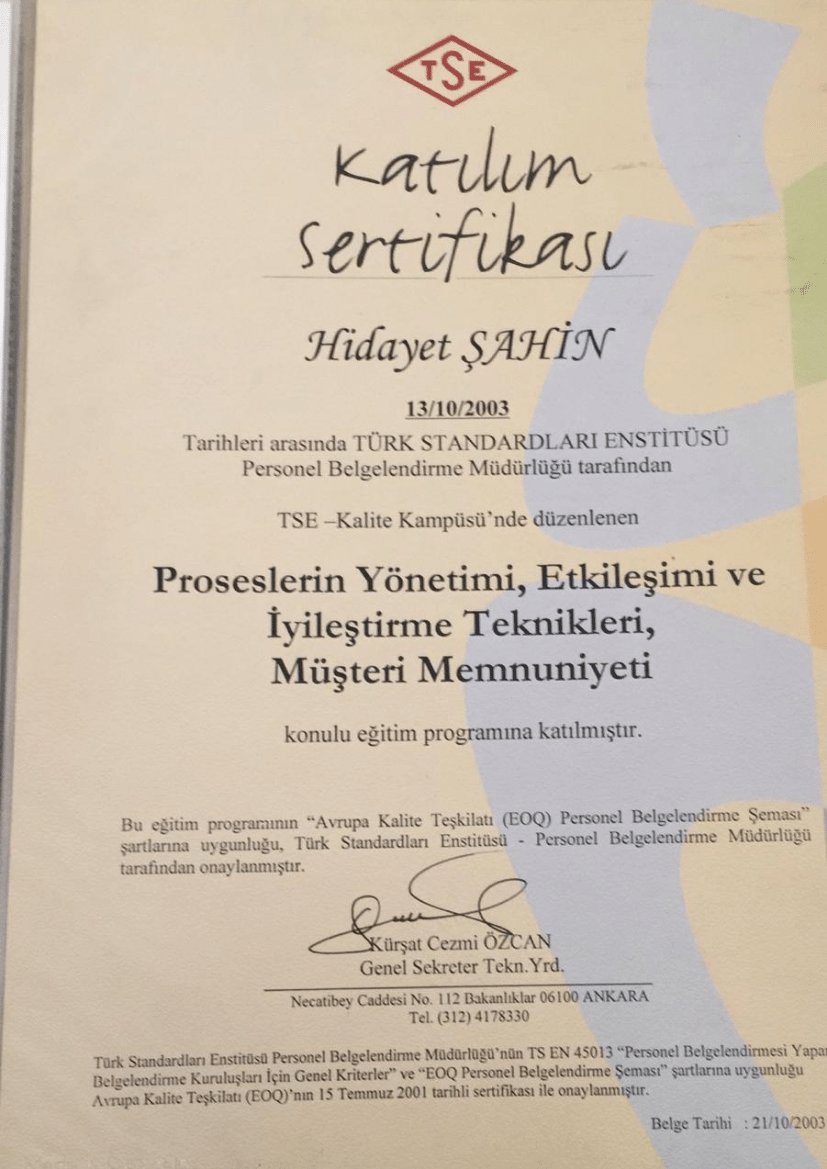 TSE
Katılım
Sertifikası
Hidayet ŞAHİN
13/10/2003
Tarihleri arasında TÜRK STANDARDLARI ENSTİTÜSÜ
Personel Belgelendirme Müdürlüğü tarafından
TSE –Kalite Kampüsü’nde düzenlenen
Proseslerin Yönetimi, Etkileşimi ve
İyileştirme Teknikleri,
Müşteri Memnuniyeti
konulu eğitim programına katılmıştır.
Bu eğitim programının “Avrupa Kalite Teşkilatı (EOQ) Personel Belgelendirme Şeması”
şartlarına uygunluğu, Türk Standardları Enstitüsü - Personel Belgelendirme Müdürlüğü
tarafından onaylanmıştır.
Kürşat Cezmi ÖZCAN
Genel Sekreter Tekn.Yrd.
Necatibey Caddesi No. 112 Bakanlıklar 06100 ANKARA
Tel. (312) 4178330
Türk Standardları Enstitüsü Personel Belgelendirme Müdürlüğü’nün TS EN 45013 “Personel Belgelendirmesi Yapan
Belgelendirme Kuruluşları İçin Genel Kriterler” ve “EOQ Personel Belgelendirme Şeması” şartlarına uygunluğu
Avrupa Kalite Teşkilatı (EOQ)’nın 15 Temmuz 2001 tarihli sertifikası ile onaylanmıştır.
Belge Tarihi : 21/10/2003